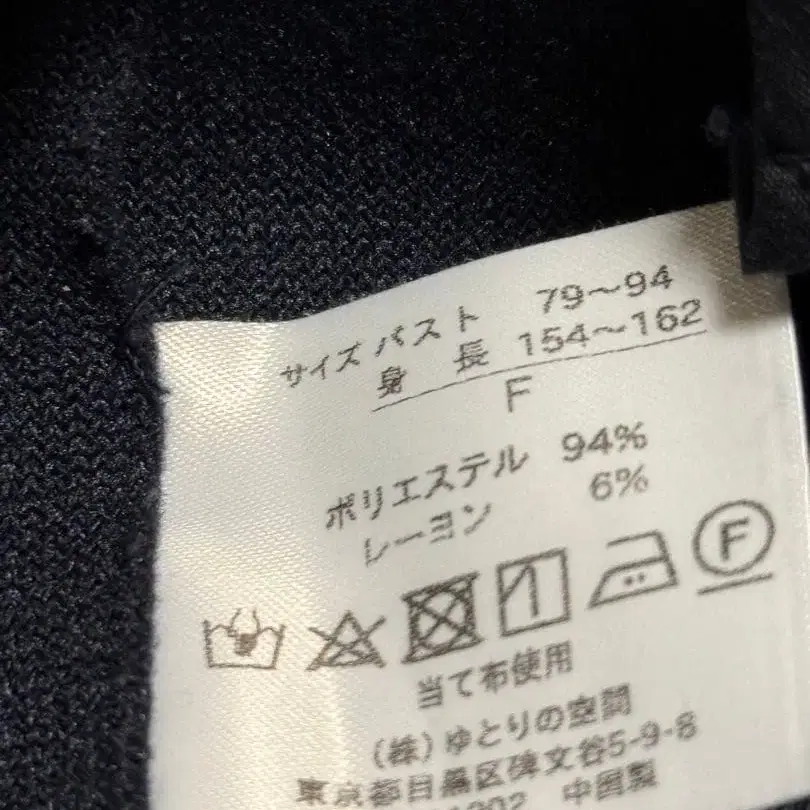 サイズ バスト 79～94
身 長 154～162
F
ポリエステル 94%
レーヨン 6%
F
当て布使用
(株)ゆとりの空間
東京都目黒区碑文谷5-9-8
中国製